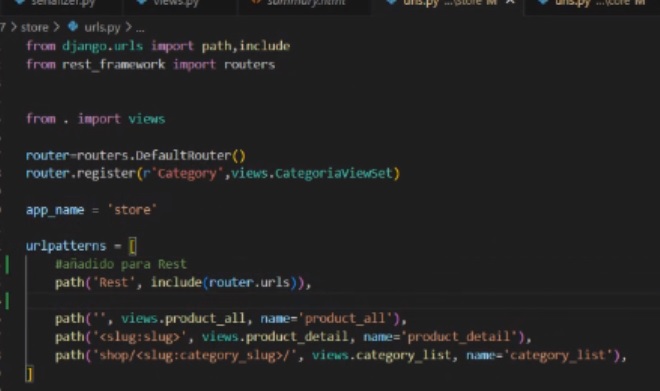 serializer.py views.py summary.html urls.py ...\store M urls.py ...\core M
7 > store > urls.py > ...
from django.urls import path,include
from rest_framework import routers
from . import views
router=routers.DefaultRouter()
router.register(r'Category',views.CategoriaViewSet)
app_name = 'store'
urlpatterns = [
#añadido para Rest
path('Rest', include(router.urls)),
path('', views.product_all, name='product_all'),
path('<slug:slug>', views.product_detail, name='product_detail'),
path('shop/<slug:category_slug>/', views.category_list, name='category_list'),
]